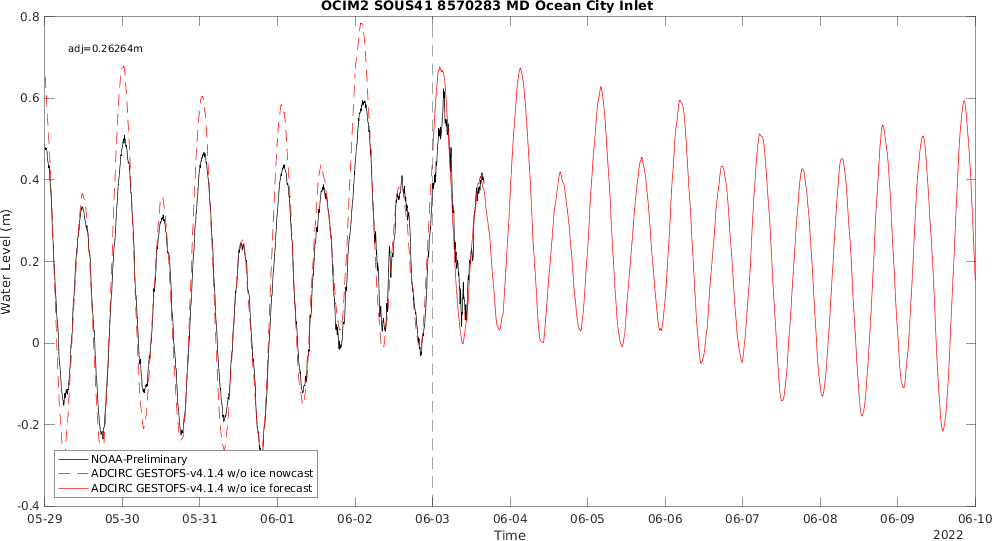 OCIM2 SOUS41 8570283 MD Ocean City Inlet
adj=0.26264m
0.8
0.6
0.4
0.2
0
-0.2
-0.4
Water Level (m)
NOAA-Preliminary
ADCIRC GESTOFS-v4.1.4 w/o ice nowcast
ADCIRC GESTOFS-v4.1.4 w/o ice forecast
05-29 05-30 05-31 06-01 06-02 06-03 06-04 06-05 06-06 06-07 06-08 06-09 06-10
Time
2022